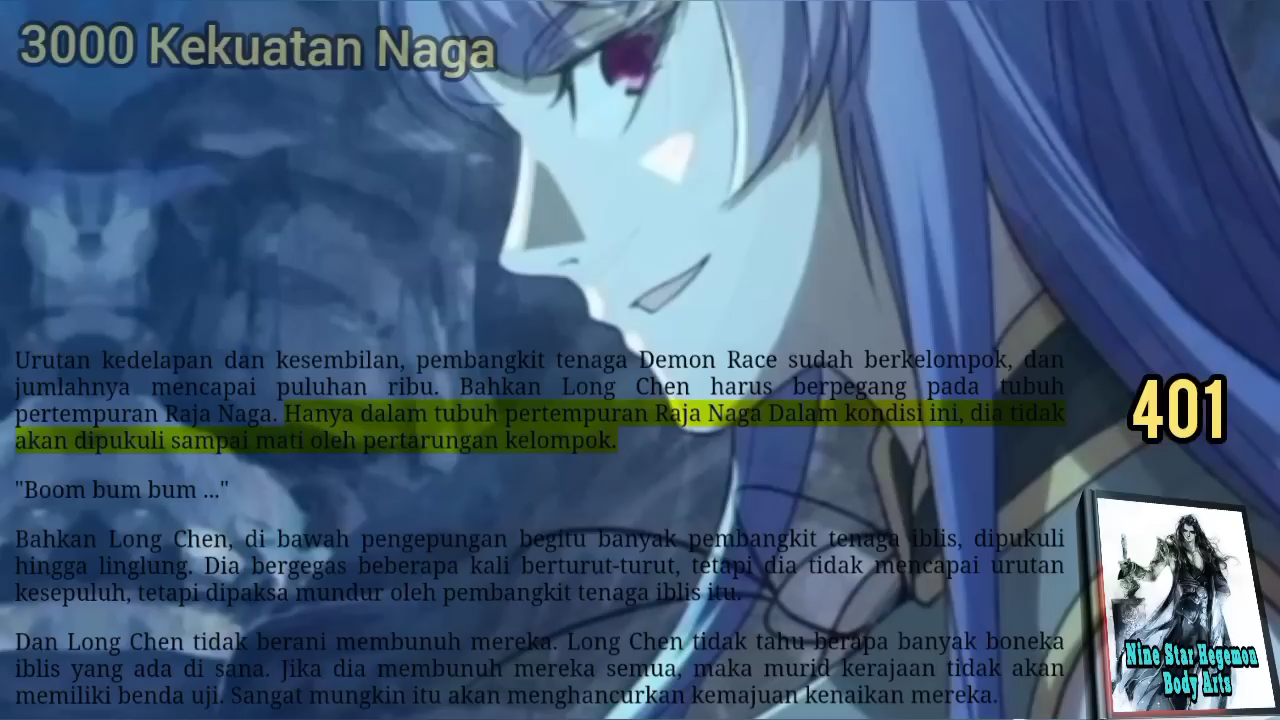 3000 Kekuatan Naga
Urutan kedelapan dan kesembilan, pembangkit tenaga Demon Race sudah berkelompok, dan
jumlahnya mencapai puluhan ribu. Bahkan Long Chen harus berpegang pada tubuh
pertempuran Raja Naga. Hanya dalam tubuh pertempuran Raja Naga Dalam kondisi ini, dia tidak
akan dipukuli sampai mati oleh pertarungan kelompok.
"Boom bum bum ..."
Bahkan Long Chen, di bawah pengepungan begitu banyak pembangkit tenaga iblis, dipukuli
hingga linglung. Dia bergegas beberapa kali berturut-turut, tetapi dia tidak mencapai urutan
kesepuluh, tetapi dipaksa mundur oleh pembangkit tenaga iblis itu.
Dan Long Chen tidak berani membunuh mereka. Long Chen tidak tahu berapa banyak boneka
iblis yang ada di sana. Jika dia membunuh mereka semua, maka murid kerajaan tidak akan
memiliki benda uji. Sangat mungkin itu akan menghancurkan kemajuan kenaikan mereka.
401
Nine Star Hegemon
Body Arts